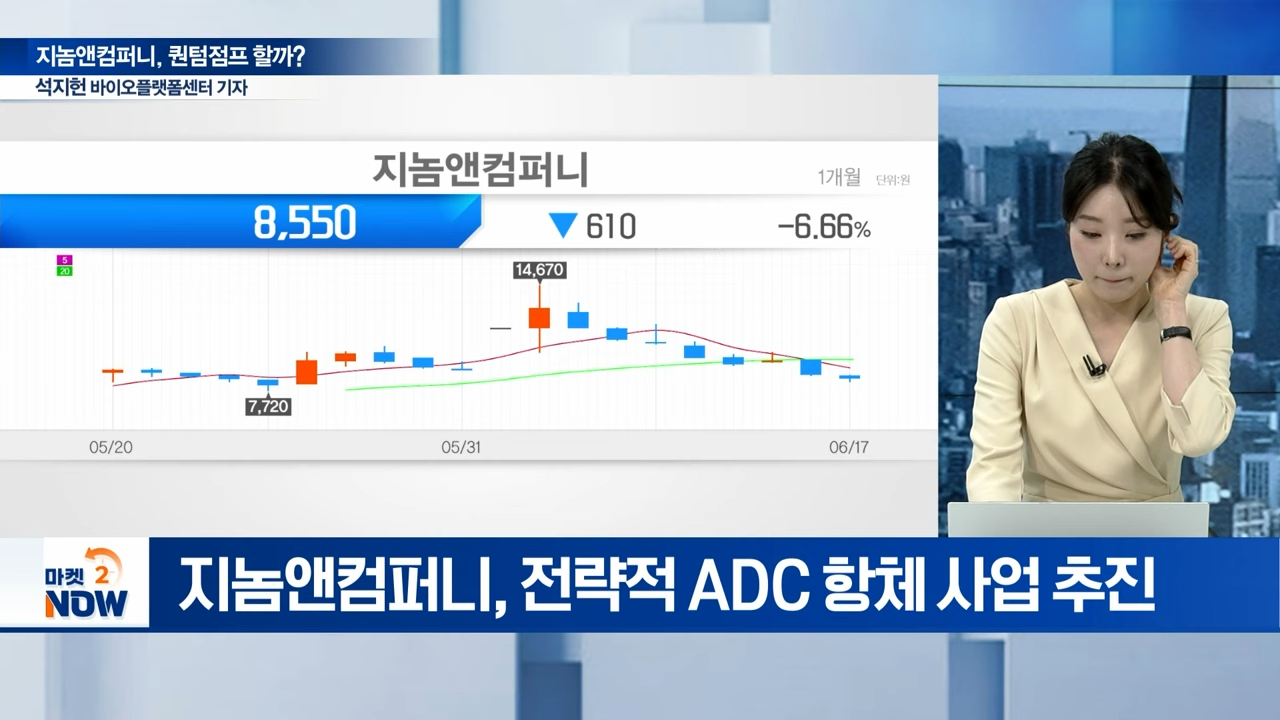 지놈앤컴퍼니, 퀀텀점프 할까?
석지헌 바이오플랫폼센터 기자
지놈앤컴퍼니
1개월 단위:원
8,550 ▼ 610 -6.66%
5
20
14,670
7,720
05/20 05/31 06/17
마켓 2
NOW
지놈앤컴퍼니, 전략적 ADC 항체 사업 추진